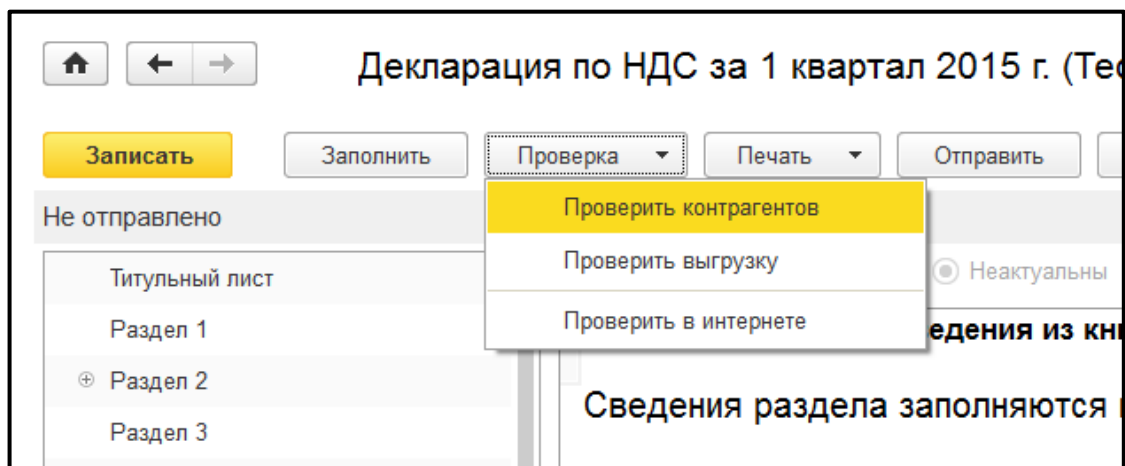 Декларация по НДС за 1 квартал 2015 г.
Записать Заполнить Проверка Печать Отправить
Не отправлено
Проверить контрагентов
Проверить выгрузку
Проверить в интернете
Неактуальны
Титульный лист
Раздел 1
Раздел 2
Раздел 3
из
Сведения раздела заполняются